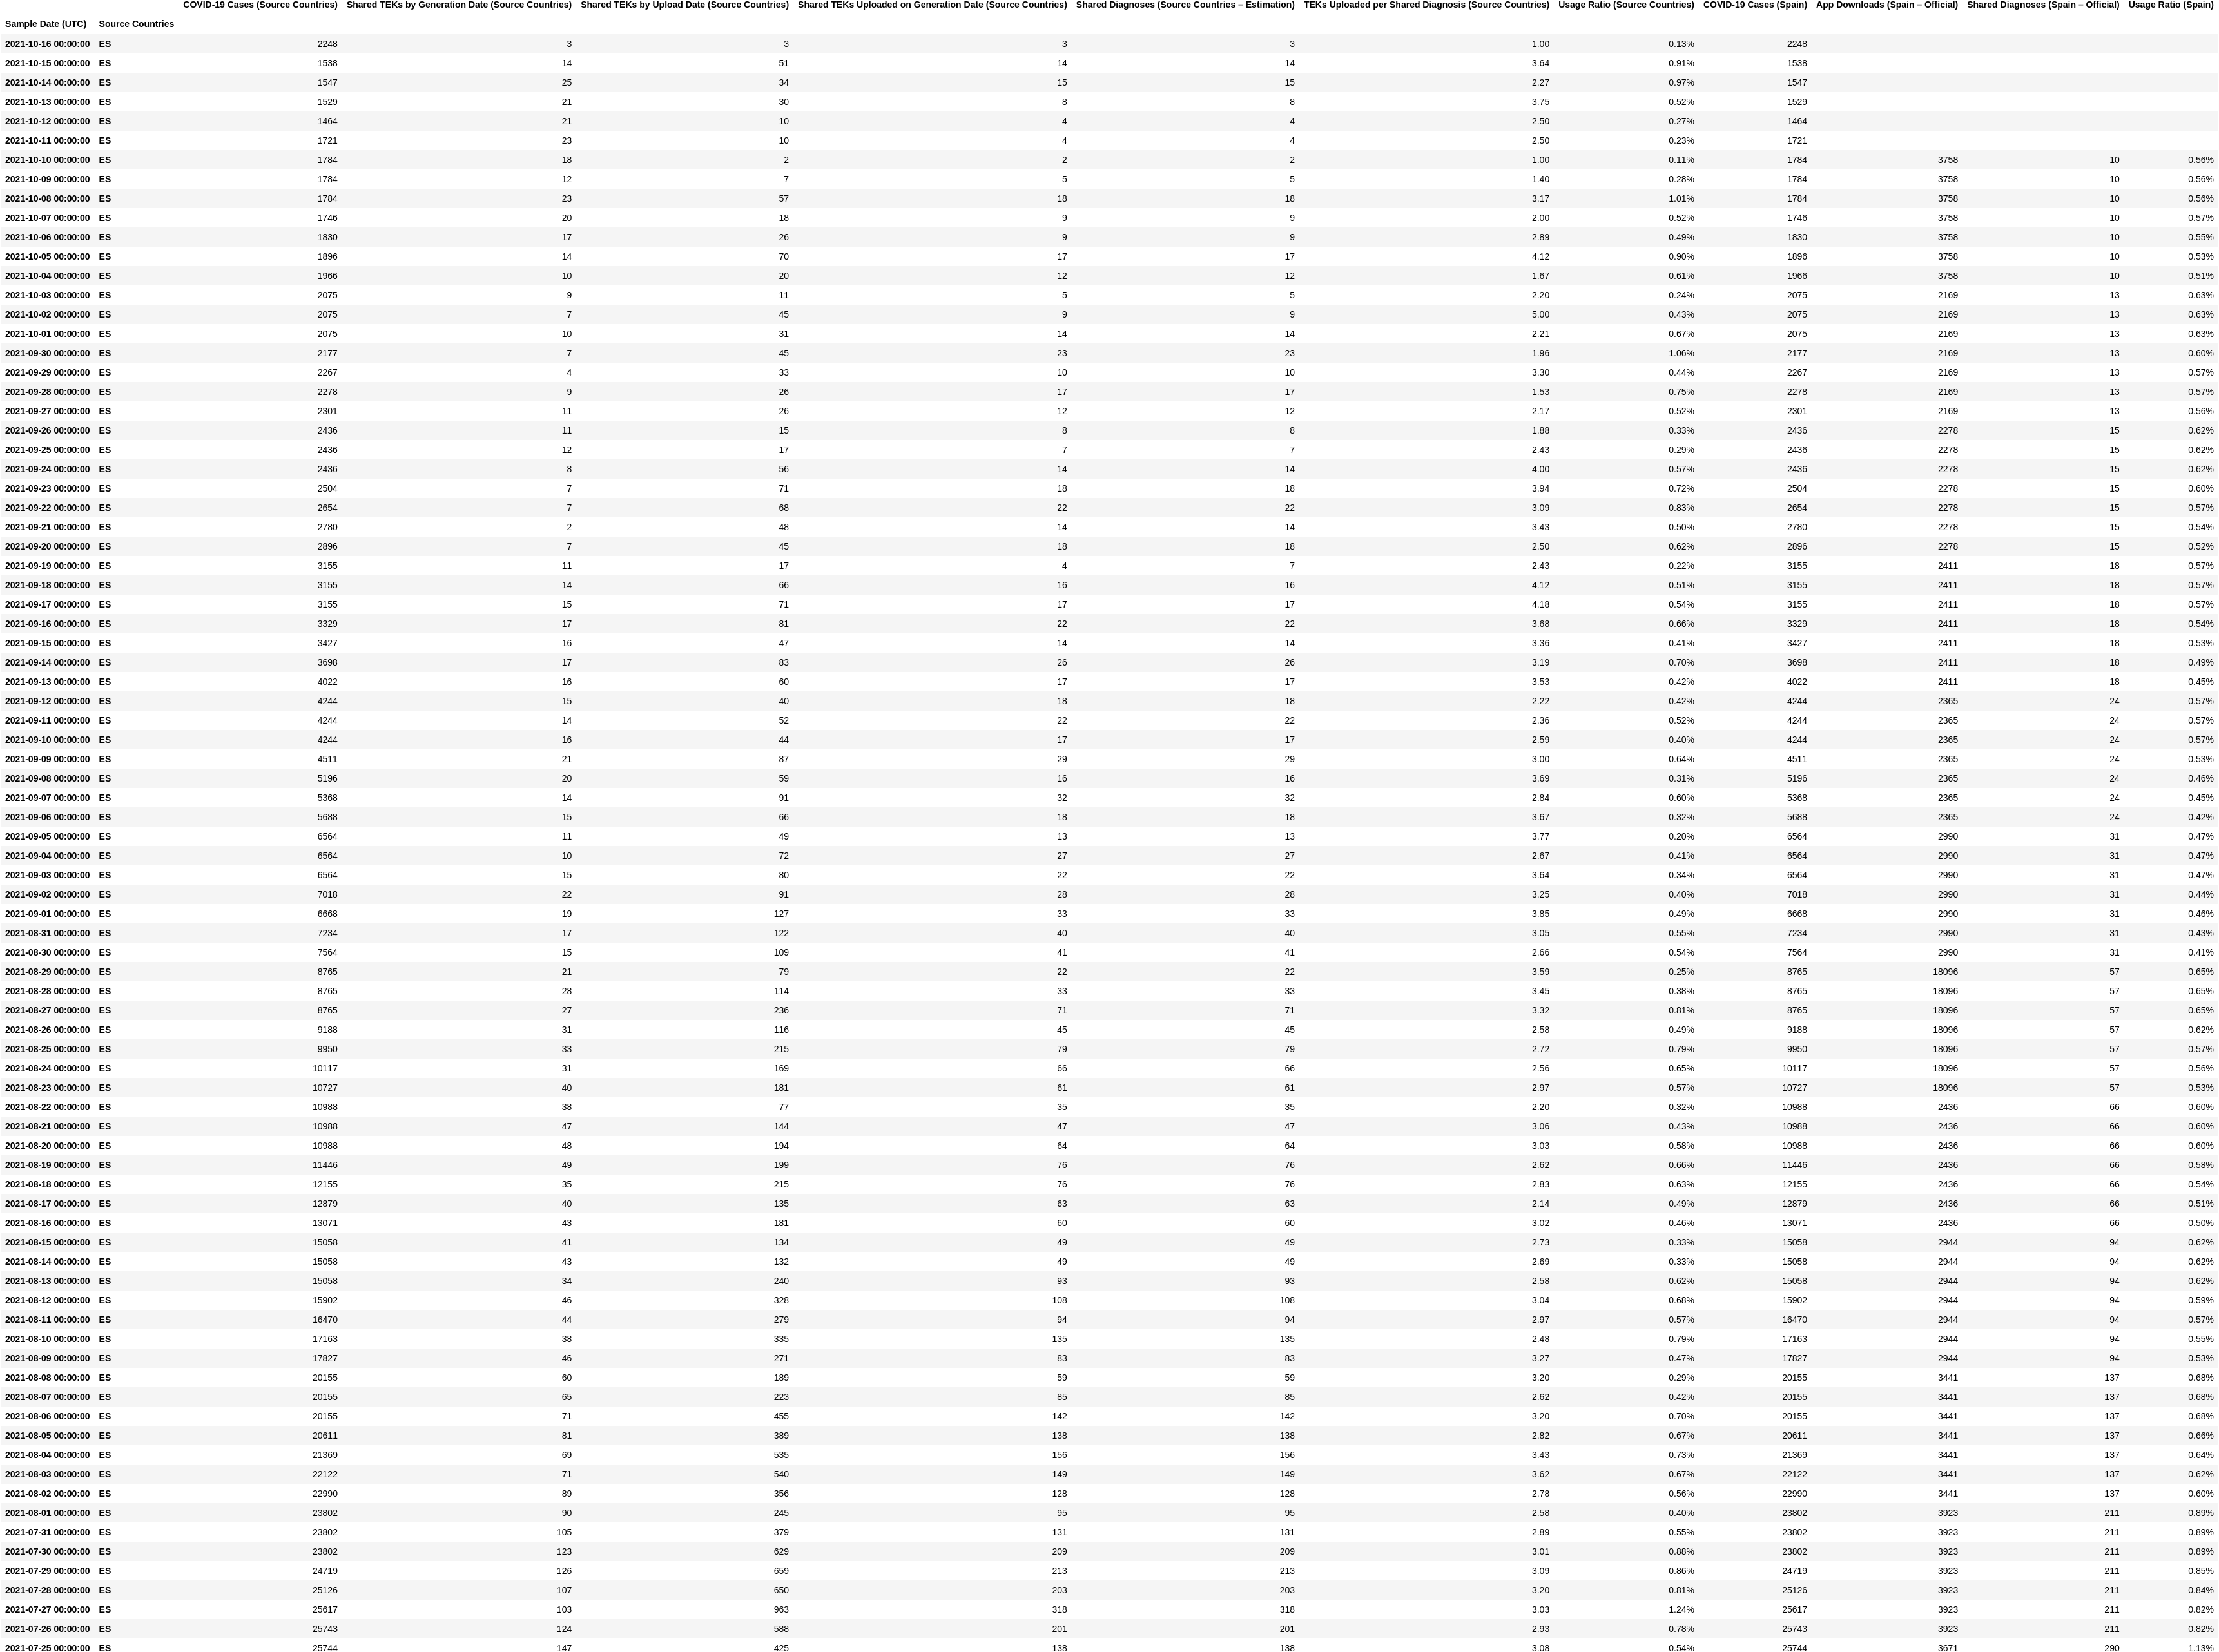 COVID-19 Cases (Source Countries) Shared TEKs by Generation Date (Source Countries) Shared TEKs by Upload Date (Source Countries) Shared TEKs Uploaded on Generation Date (Source Countries) Shared Diagnoses (Source Countries – Estimation) TEKs Uploaded per Shared Diagnosis (Source Countries) Usage Ratio (Source Countries) COVID-19 Cases (Spain) App Downloads (Spain – Official) Shared Diagnoses (Spain – Official) Usage Ratio (Spain)
Sample Date (UTC) Source Countries
2021-10-16 00:00:00 ES 2248 3 3 3 3 1.00 0.13% 2248
2021-10-15 00:00:00 ES 1538 14 51 14 14 3.64 0.91% 1538
2021-10-14 00:00:00 ES 1547 25 34 15 15 2.27 0.97% 1547
2021-10-13 00:00:00 ES 1529 21 30 8 8 3.75 0.52% 1529
2021-10-12 00:00:00 ES 1464 21 10 4 4 2.50 0.27% 1464
2021-10-11 00:00:00 ES 1721 23 10 4 4 2.50 0.23% 1721
2021-10-10 00:00:00 ES 1784 18 2 2 2 1.00 0.11% 1784 3758 10 0.56%
2021-10-09 00:00:00 ES 1784 12 7 5 5 1.40 0.28% 1784 3758 10 0.56%
2021-10-08 00:00:00 ES 1784 23 57 18 18 3.17 1.01% 1784 3758 10 0.56%
2021-10-07 00:00:00 ES 1746 20 18 9 9 2.00 0.52% 1746 3758 10 0.57%
2021-10-06 00:00:00 ES 1830 17 26 9 9 2.89 0.49% 1830 3758 10 0.55%
2021-10-05 00:00:00 ES 1896 14 70 17 17 4.12 0.90% 1896 3758 10 0.53%
2021-10-04 00:00:00 ES 1966 10 20 12 12 1.67 0.61% 1966 3758 10 0.51%
2021-10-03 00:00:00 ES 2075 9 11 5 5 2.20 0.24% 2075 2169 13 0.63%
2021-10-02 00:00:00 ES 2075 7 45 9 9 5.00 0.43% 2075 2169 13 0.63%
2021-10-01 00:00:00 ES 2075 10 31 14 14 2.21 0.67% 2075 2169 13 0.63%
2021-09-30 00:00:00 ES 2177 7 45 23 23 1.96 1.06% 2177 2169 13 0.60%
2021-09-29 00:00:00 ES 2267 4 33 10 10 3.30 0.44% 2267 2169 13 0.57%
2021-09-28 00:00:00 ES 2278 9 26 17 17 1.53 0.75% 2278 2169 13 0.57%
2021-09-27 00:00:00 ES 2301 11 26 12 12 2.17 0.52% 2301 2169 13 0.56%
2021-09-26 00:00:00 ES 2436 11 15 8 8 1.88 0.33% 2436 2278 15 0.62%
2021-09-25 00:00:00 ES 2436 12 17 7 7 2.43 0.29% 2436 2278 15 0.62%
2021-09-24 00:00:00 ES 2436 8 56 14 14 4.00 0.57% 2436 2278 15 0.62%
2021-09-23 00:00:00 ES 2504 7 71 18 18 3.94 0.72% 2504 2278 15 0.60%
2021-09-22 00:00:00 ES 2654 7 68 22 22 3.09 0.83% 2654 2278 15 0.57%
2021-09-21 00:00:00 ES 2780 2 48 14 14 3.43 0.50% 2780 2278 15 0.54%
2021-09-20 00:00:00 ES 2896 7 45 18 18 2.50 0.62% 2896 2278 15 0.52%
2021-09-19 00:00:00 ES 3155 11 17 4 7 2.43 0.22% 3155 2411 18 0.57%
2021-09-18 00:00:00 ES 3155 14 66 16 16 4.12 0.51% 3155 2411 18 0.57%
2021-09-17 00:00:00 ES 3155 15 71 17 17 4.18 0.54% 3155 2411 18 0.57%
2021-09-16 00:00:00 ES 3329 17 81 22 22 3.68 0.66% 3329 2411 18 0.54%
2021-09-15 00:00:00 ES 3427 16 47 14 14 3.36 0.41% 3427 2411 18 0.53%
2021-09-14 00:00:00 ES 3698 17 83 26 26 3.19 0.70% 3698 2411 18 0.49%
2021-09-13 00:00:00 ES 4022 16 60 17 17 3.53 0.42% 4022 2411 18 0.45%
2021-09-12 00:00:00 ES 4244 15 40 18 18 2.22 0.42% 4244 2365 24 0.57%
2021-09-11 00:00:00 ES 4244 14 52 22 22 2.36 0.52% 4244 2365 24 0.57%
2021-09-10 00:00:00 ES 4244 16 44 17 17 2.59 0.40% 4244 2365 24 0.57%
2021-09-09 00:00:00 ES 4511 21 87 29 29 3.00 0.64% 4511 2365 24 0.53%
2021-09-08 00:00:00 ES 5196 20 59 16 16 3.69 0.31% 5196 2365 24 0.46%
2021-09-07 00:00:00 ES 5368 14 91 32 32 2.84 0.60% 5368 2365 24 0.45%
2021-09-06 00:00:00 ES 5688 15 66 18 18 3.67 0.32% 5688 2365 24 0.42%
2021-09-05 00:00:00 ES 6564 11 49 13 13 3.77 0.20% 6564 2990 31 0.47%
2021-09-04 00:00:00 ES 6564 10 72 27 27 2.67 0.41% 6564 2990 31 0.47%
2021-09-03 00:00:00 ES 6564 15 80 22 22 3.64 0.34% 6564 2990 31 0.47%
2021-09-02 00:00:00 ES 7018 22 91 28 28 3.25 0.40% 7018 2990 31 0.44%
2021-09-01 00:00:00 ES 6668 19 127 33 33 3.85 0.49% 6668 2990 31 0.46%
2021-08-31 00:00:00 ES 7234 17 122 40 40 3.05 0.55% 7234 2990 31 0.43%
2021-08-30 00:00:00 ES 7564 15 109 41 41 2.66 0.54% 7564 2990 31 0.41%
2021-08-29 00:00:00 ES 8765 21 79 22 22 3.59 0.25% 8765 18096 57 0.65%
2021-08-28 00:00:00 ES 8765 28 114 33 33 3.45 0.38% 8765 18096 57 0.65%
2021-08-27 00:00:00 ES 8765 27 236 71 71 3.32 0.81% 8765 18096 57 0.65%
2021-08-26 00:00:00 ES 9188 31 116 45 45 2.58 0.49% 9188 18096 57 0.62%
2021-08-25 00:00:00 ES 9950 33 215 79 79 2.72 0.79% 9950 18096 57 0.57%
2021-08-24 00:00:00 ES 10117 31 169 66 66 2.56 0.65% 10117 18096 57 0.56%
2021-08-23 00:00:00 ES 10727 40 181 61 61 2.97 0.57% 10727 18096 57 0.53%
2021-08-22 00:00:00 ES 10988 38 77 35 35 2.20 0.32% 10988 2436 66 0.60%
2021-08-21 00:00:00 ES 10988 47 144 47 47 3.06 0.43% 10988 2436 66 0.60%
2021-08-20 00:00:00 ES 10988 48 194 64 64 3.03 0.58% 10988 2436 66 0.60%
2021-08-19 00:00:00 ES 11446 49 199 76 76 2.62 0.66% 11446 2436 66 0.58%
2021-08-18 00:00:00 ES 12155 35 215 76 76 2.83 0.63% 12155 2436 66 0.54%
2021-08-17 00:00:00 ES 12879 40 135 63 63 2.14 0.49% 12879 2436 66 0.51%
2021-08-16 00:00:00 ES 13071 43 181 60 60 3.02 0.46% 13071 2436 66 0.50%
2021-08-15 00:00:00 ES 15058 41 134 49 49 2.73 0.33% 15058 2944 94 0.62%
2021-08-14 00:00:00 ES 15058 43 132 49 49 2.69 0.33% 15058 2944 94 0.62%
2021-08-13 00:00:00 ES 15058 34 240 93 93 2.58 0.62% 15058 2944 94 0.62%
2021-08-12 00:00:00 ES 15902 46 328 108 108 3.04 0.68% 15902 2944 94 0.59%
2021-08-11 00:00:00 ES 16470 44 279 94 94 2.97 0.57% 16470 2944 94 0.57%
2021-08-10 00:00:00 ES 17163 38 335 135 135 2.48 0.79% 17163 2944 94 0.55%
2021-08-09 00:00:00 ES 17827 46 271 83 83 3.27 0.47% 17827 2944 94 0.53%
2021-08-08 00:00:00 ES 20155 60 189 59 59 3.20 0.29% 20155 3441 137 0.68%
2021-08-07 00:00:00 ES 20155 65 223 85 85 2.62 0.42% 20155 3441 137 0.68%
2021-08-06 00:00:00 ES 20155 71 455 142 142 3.20 0.70% 20155 3441 137 0.68%
2021-08-05 00:00:00 ES 20611 81 389 138 138 2.82 0.67% 20611 3441 137 0.66%
2021-08-04 00:00:00 ES 21369 69 535 156 156 3.43 0.73% 21369 3441 137 0.64%
2021-08-03 00:00:00 ES 22122 71 540 149 149 3.62 0.67% 22122 3441 137 0.62%
2021-08-02 00:00:00 ES 22990 89 356 128 128 2.78 0.56% 22990 3441 137 0.60%
2021-08-01 00:00:00 ES 23802 90 245 95 95 2.58 0.40% 23802 3923 211 0.89%
2021-07-31 00:00:00 ES 23802 105 379 131 131 2.89 0.55% 23802 3923 211 0.89%
2021-07-30 00:00:00 ES 23802 123 629 209 209 3.01 0.88% 23802 3923 211 0.89%
2021-07-29 00:00:00 ES 24719 126 659 213 213 3.09 0.86% 24719 3923 211 0.85%
2021-07-28 00:00:00 ES 25126 107 650 203 203 3.20 0.81% 25126 3923 211 0.84%
2021-07-27 00:00:00 ES 25617 103 963 318 318 3.03 1.24% 25617 3923 211 0.82%
2021-07-26 00:00:00 ES 25743 124 588 201 201 2.93 0.78% 25743 3923 211 0.82%
2021-07-25 00:00:00 ES 25744 147 425 138 138 3.08 0.54% 25744 3671 290 1.13%